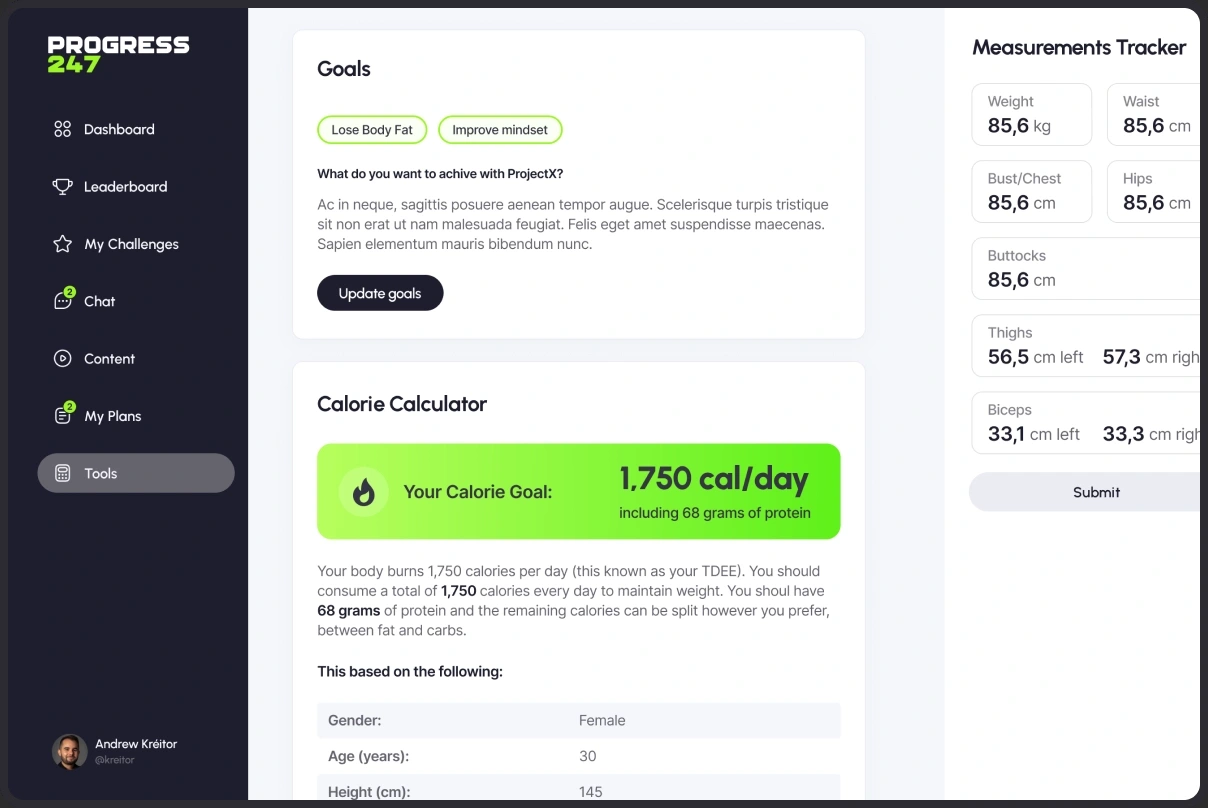 PROGRESS
247
Dashboard
Leaderboard
My Challenges
2
Chat
Content
2
My Plans
Tools
Andrew Kréitor
@kreitor
Goals
Lose Body Fat
Improve mindset
What do you want to achive with ProjectX?
Ac in neque, sagittis posuere aenean tempor augue. Scelerisque turpis tristique
sit non erat ut nam malesuada feugiat. Felis eget amet suspendisse maecenas.
Sapien elementum mauris bibendum nunc.
Update goals
Calorie Calculator
Your Calorie Goal:
1,750 cal/day
including 68 grams of protein
Your body burns 1,750 calories per day (this known as your TDEE). You should
consume a total of 1,750 calories every day to maintain weight. You shoul have
68 grams of protein and the remaining calories can be split however you prefer,
between fat and carbs.
This based on the following:
Gender: Female
Age (years): 30
Height (cm): 145
Measurements Tracker
Weight
85,6 kg
Waist
85,6 cm
Bust/Chest
85,6 cm
Hips
85,6 cm
Buttocks
85,6 cm
Thighs
56,5 cm left 57,3 cm righ
Biceps
33,1 cm left 33,3 cm righ
Submit